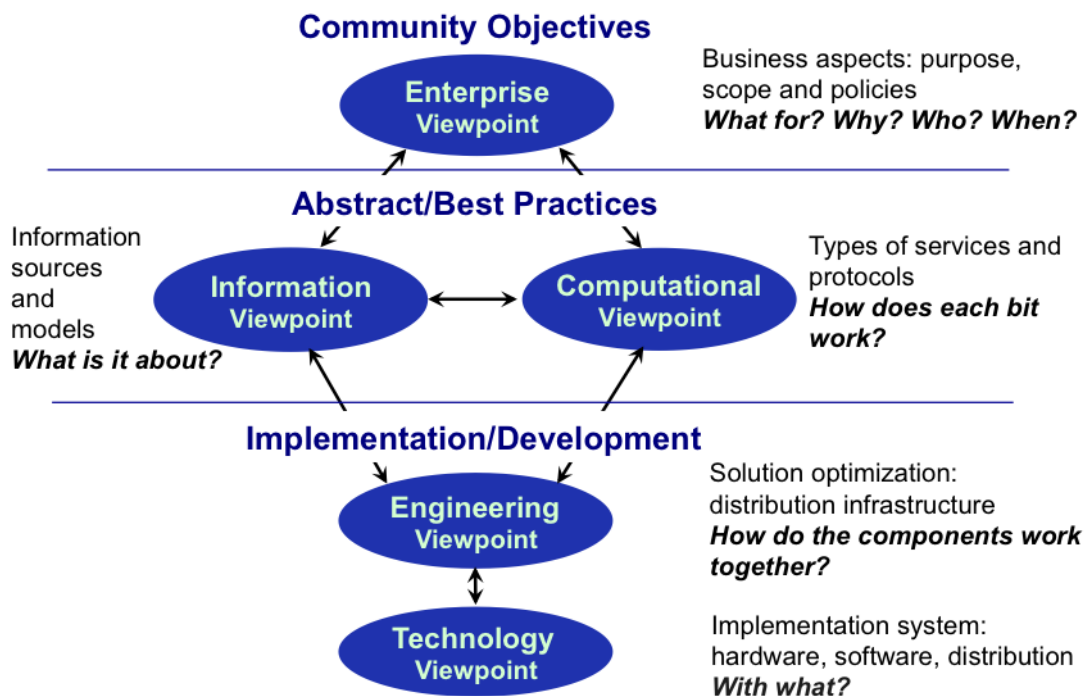 Community Objectives
Enterprise
Viewpoint
Business aspects: purpose,
scope and policies
What for? Why? Who? When?
Abstract/Best Practices
Information
sources
and
models
What is it about?
Information
Viewpoint
Computational
Viewpoint
Types of services and
protocols
How does each bit
work?
Implementation/Development
Engineering
Viewpoint
Solution optimization:
distribution infrastructure
How do the components work
together?
Technology
Viewpoint
Implementation system:
hardware, software, distribution
With what?